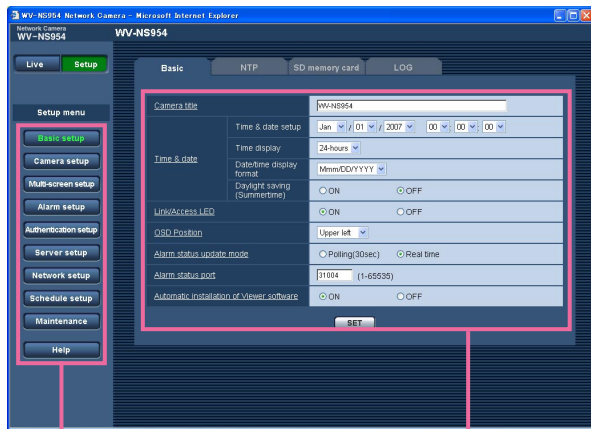 WV-NS954 Network Camera - Microsoft Internet Explorer
Network Camera
WV-NS954
WV-NS954
Live Setup
Basic NTP SD memory card LOG
Setup menu
Basic setup
Camera setup
Multi-screen setup
Alarm setup
Authentication setup
Server setup
Network setup
Schedule setup
Maintenance
Help
Camera title WV-NS954
Time & date
Time & date setup Jan / 01 / 2007 00 : 00 : 00
Time display 24-hours
Date/time display
format Mmm/DD/YYYY
Daylight saving
(Summertime) ON OFF
Link/Access LED ON OFF
OSD Position Upper left
Alarm status update
mode Polling(30sec) Real time
Alarm status port 31004 (1-65535)
Automatic installation of Viewer software ON OFF
SET